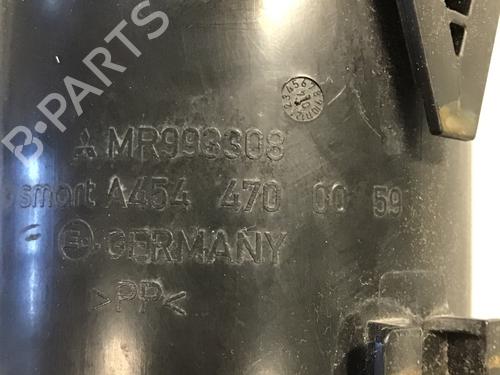 B-PARTS
MR993308
smart A454 470 00 59
GERMANY
>PP<